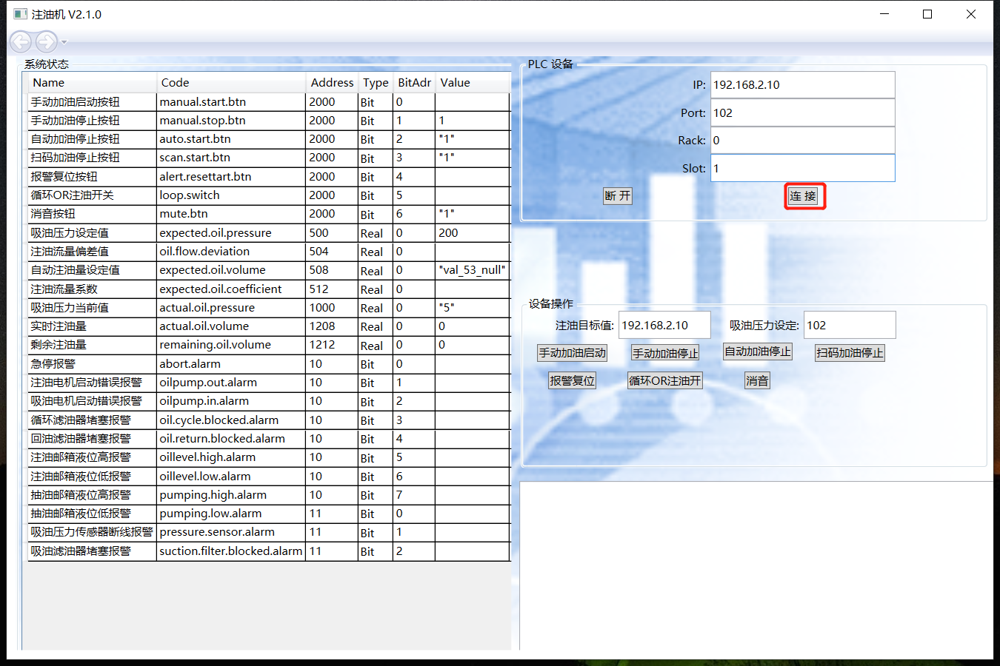 注油机 V2.1.0
系统状态
Name Code Address Type BitAdr Value
手动加油启动按钮 manual.start.btn 2000 Bit 0
手动加油停止按钮 manual.stop.btn 2000 Bit 1 1
自动加油停止按钮 auto.start.btn 2000 Bit 2 "1"
扫码加油停止按钮 scan.start.btn 2000 Bit 3 "1"
报警复位按钮 alert.resettart.btn 2000 Bit 4
循环OR注油开关 loop.switch 2000 Bit 5
消音按钮 mute.btn 2000 Bit 6 "1"
吸油压力设定值 expected.oil.pressure 500 Real 0 200
注油流量偏差值 oil.flow.deviation 504 Real 0
自动注油量设定值 expected.oil.volume 508 Real 0 "val_53_null"
注油流量系数 expected.oil.coefficient 512 Real 0
吸油压力当前值 actual.oil.pressure 1000 Real 0 "5"
实时注油量 actual.oil.volume 1208 Real 0 0
剩余注油量 remaining.oil.volume 1212 Real 0 0
急停报警 abort.alarm 10 Bit 0
注油电机启动错误报警 oilpump.out.alarm 10 Bit 1
吸油电机启动错误报警 oilpump.in.alarm 10 Bit 2
循环滤油器堵塞报警 oil.cycle.blocked.alarm 10 Bit 3
回油滤油器堵塞报警 oil.return.blocked.alarm 10 Bit 4
注油邮箱液位高报警 oillevel.high.alarm 10 Bit 5
注油邮箱液位低报警 oillevel.low.alarm 10 Bit 6
抽油邮箱液位高报警 pumping.high.alarm 10 Bit 7
抽油邮箱液位低报警 pumping.low.alarm 11 Bit 0
吸油压力传感器断线报警 pressure.sensor.alarm 11 Bit 1
吸油滤油器堵塞报警 suction.filter.blocked.alarm 11 Bit 2
PLC 设备
IP: 192.168.2.10
Port: 102
Rack: 0
Slot: 1
断 开 连 接
设备操作
注油目标值: 192.168.2.10 吸油压力设定: 102
手动加油启动 手动加油停止 自动加油停止 扫码加油停止
报警复位 循环OR注油开 消音